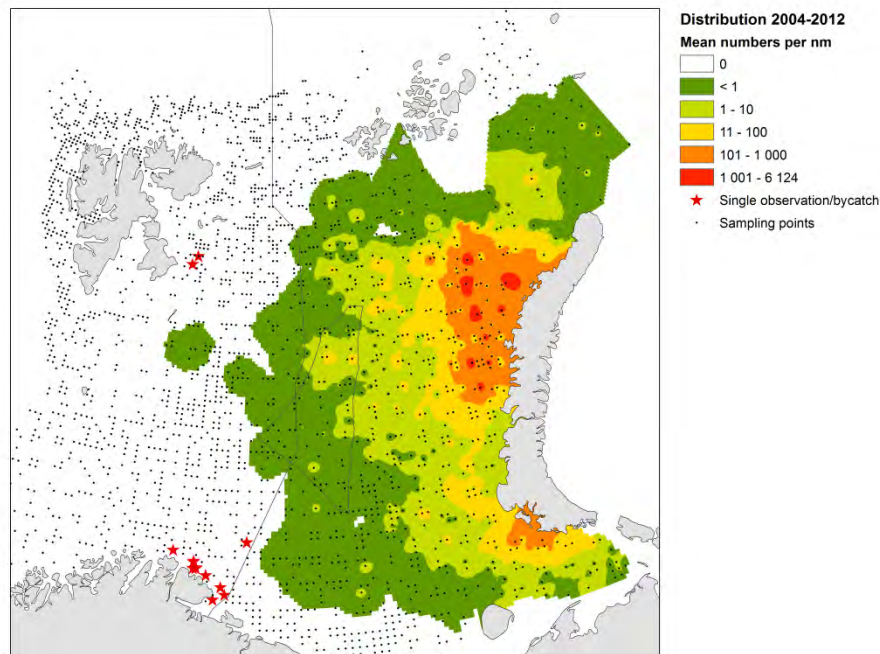 Distribution 2004-2012
Mean numbers per nm
0
< 1
1 - 10
11 - 100
101 - 1 000
1 001 - 6 124
Single observation/bycatch
Sampling points